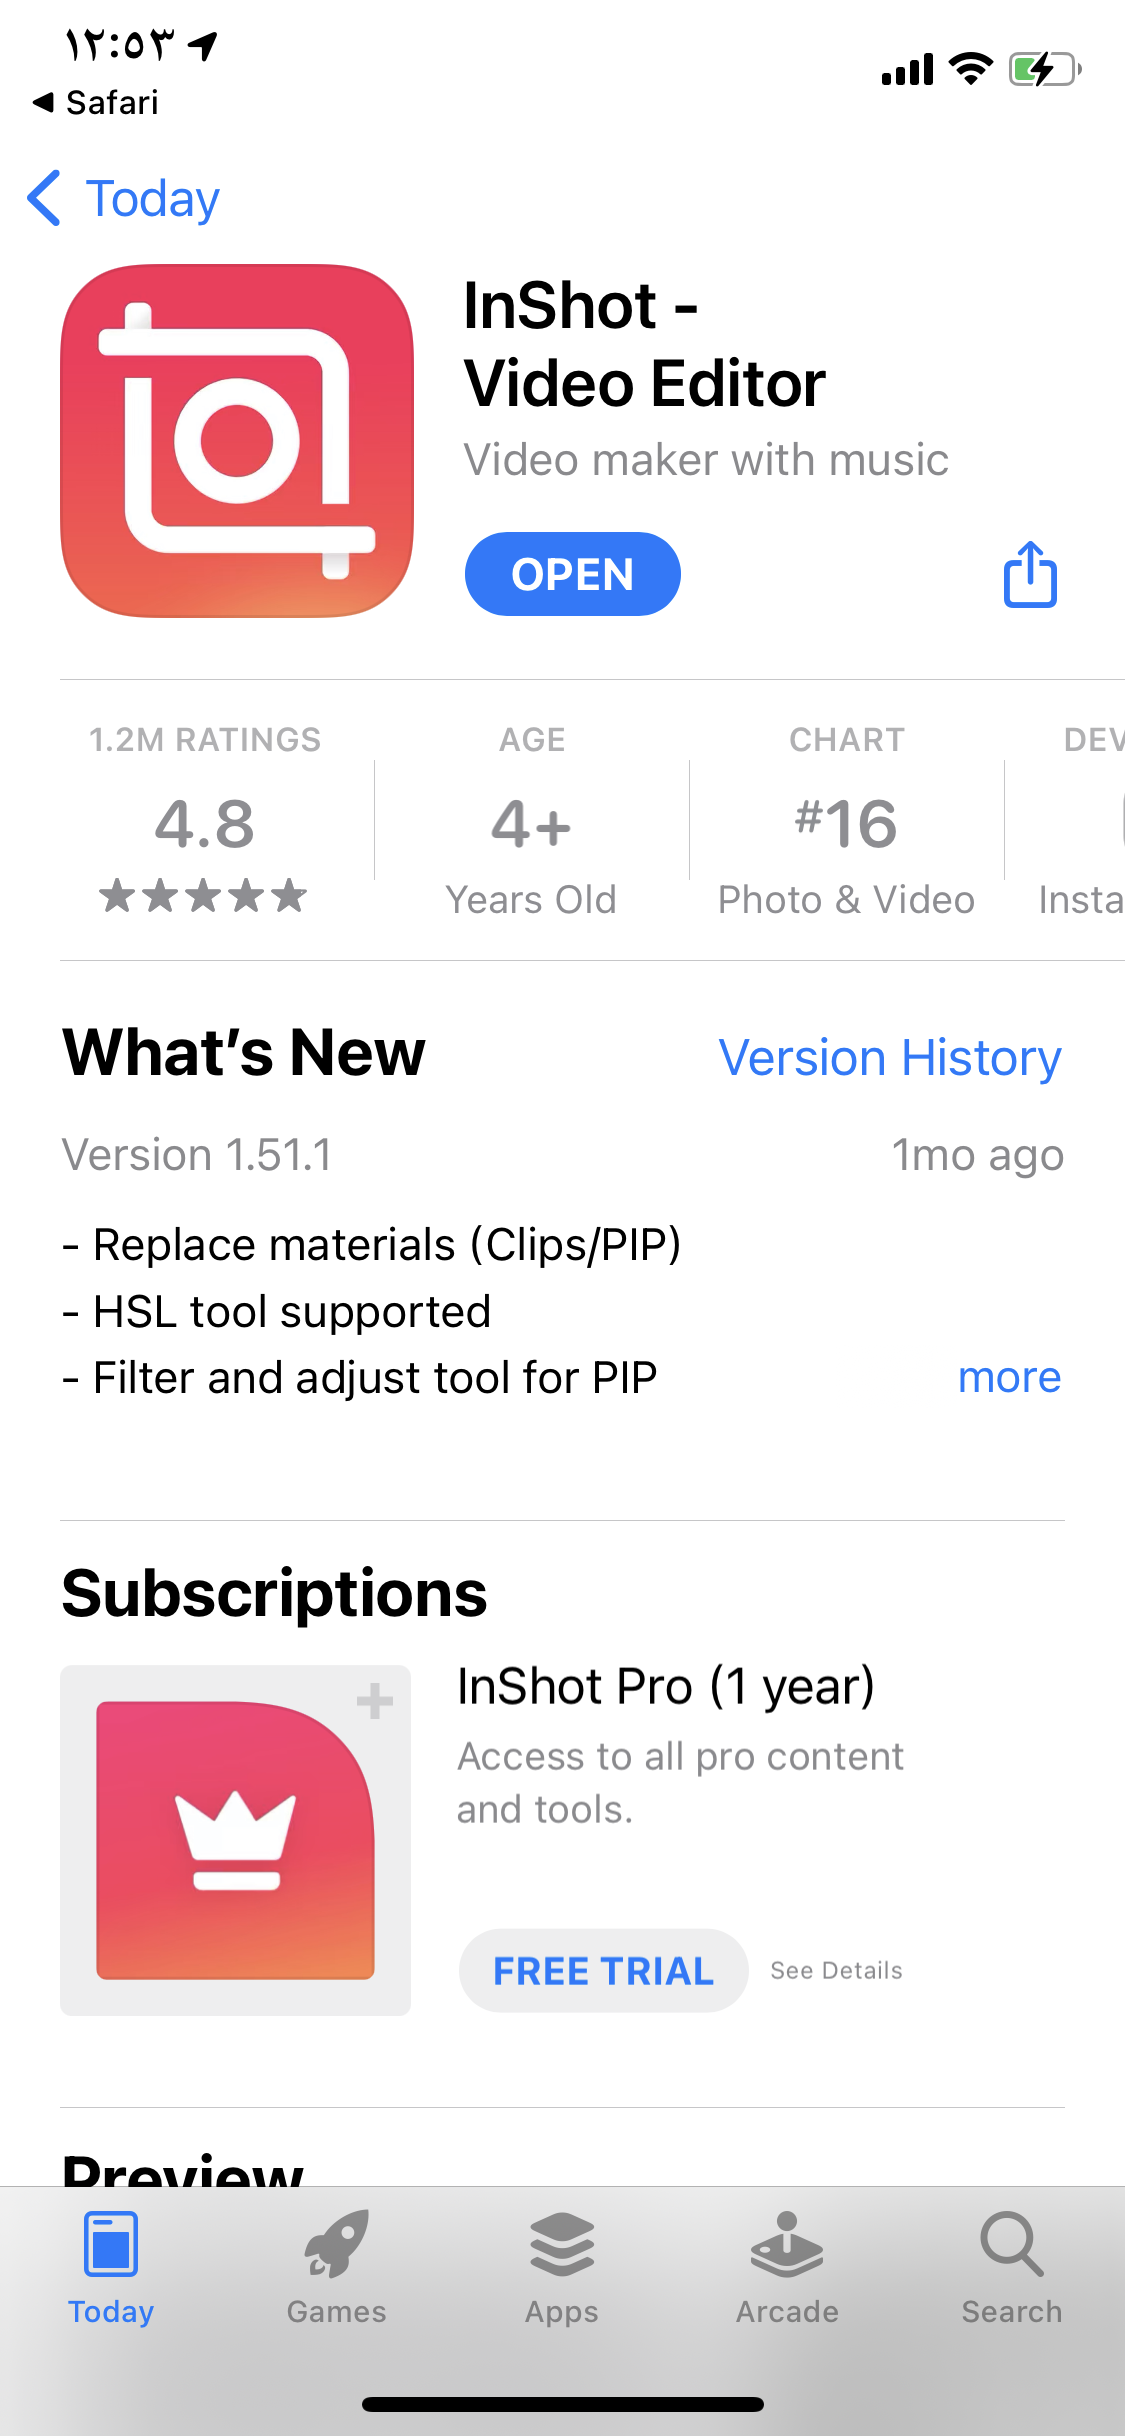 ١٢:٥٣
Safari
Today
InShot -
Video Editor
Video maker with music
OPEN
1.2M RATINGS
4.8
AGE
4+
Years Old
CHART
#16
Photo & Video
DEV
Insta
What's New
Version History
Version 1.51.1
1mo ago
- Replace materials (Clips/PIP)
- HSL tool supported
- Filter and adjust tool for PIP
more
Subscriptions
InShot Pro (1 year)
Access to all pro content
and tools.
FREE TRIAL
See Details
Preview
Today
Games
Apps
Arcade
Search